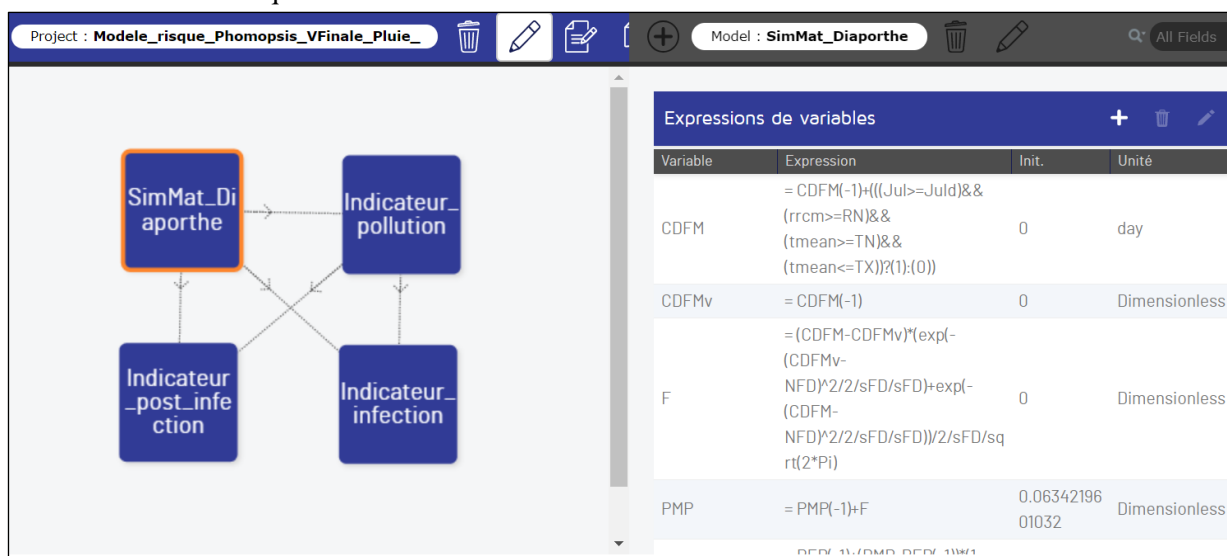 Project : Modele_risque_Phomopsis_VFinale_Pluie_
Model : SimMat_Diaporthe
All Fields
SimMat_Di
aporthe
Indicateur_
pollution
Indicateur
_post_infe
ction
Indicateur_
infection
Expressions de variables
Variable Expression Init. Unité
CDFM
= CDFM(-1)+(((Jul>=Juld)&&
(rrcm>=RN)&&
(tmean>=TN)&&
(tmean<=TX))?(1):(0))
0
day
CDFMv = CDFM(-1) 0 Dimensionless
F
=(CDFM-CDFMv)*(exp(-
(CDFMv-
NFD)^2/2/sFD/sFD)+exp(-
(CDFM-
NFD)^2/2/sFD/sFD))/2/sFD/sq
rt(2*Pi)
0
Dimensionless
PMP = PMP(-1)+F
0.06342196
01032
Dimensionless